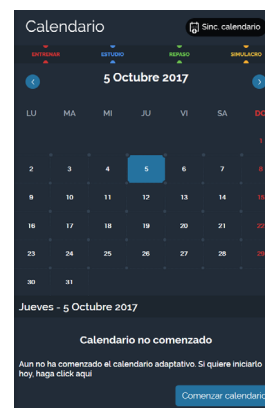 Calendario
Sinc. calendario
ENTRENAR ESTUDIO REPASO SIMULACRO
5 Octubre 2017
LU MA MI JU VI SA DO
1
2 3 4 5 6 7 8
9 10 11 12 13 14 15
16 17 18 19 20 21 22
23 24 25 26 27 28 29
30 31
Jueves - 5 Octubre 2017
Calendario no comenzado
Aun no ha comenzado el calendario adaptativo. Si quiere iniciarlo
hoy, haga click aquí
Comenzar calendario